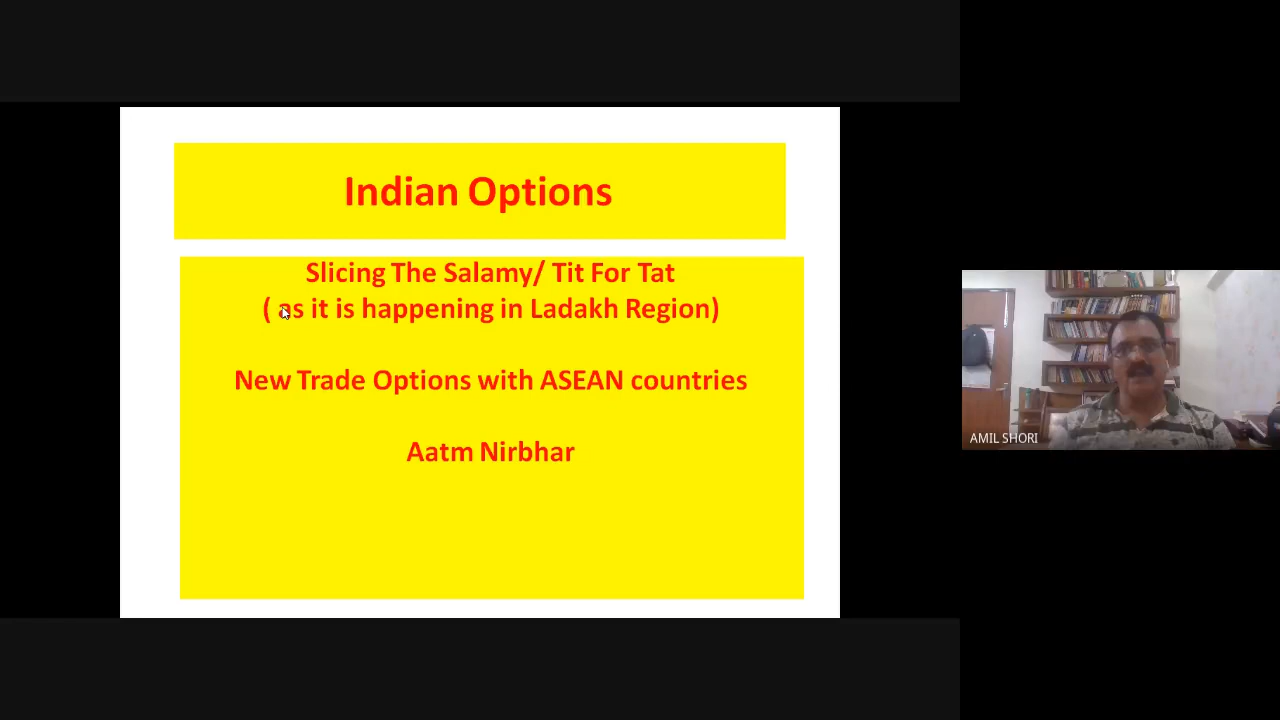 Indian Options
Slicing The Salamy/ Tit For Tat
( as it is happening in Ladakh Region)
New Trade Options with ASEAN countries
Aatm Nirbhar
AMIL SHORI